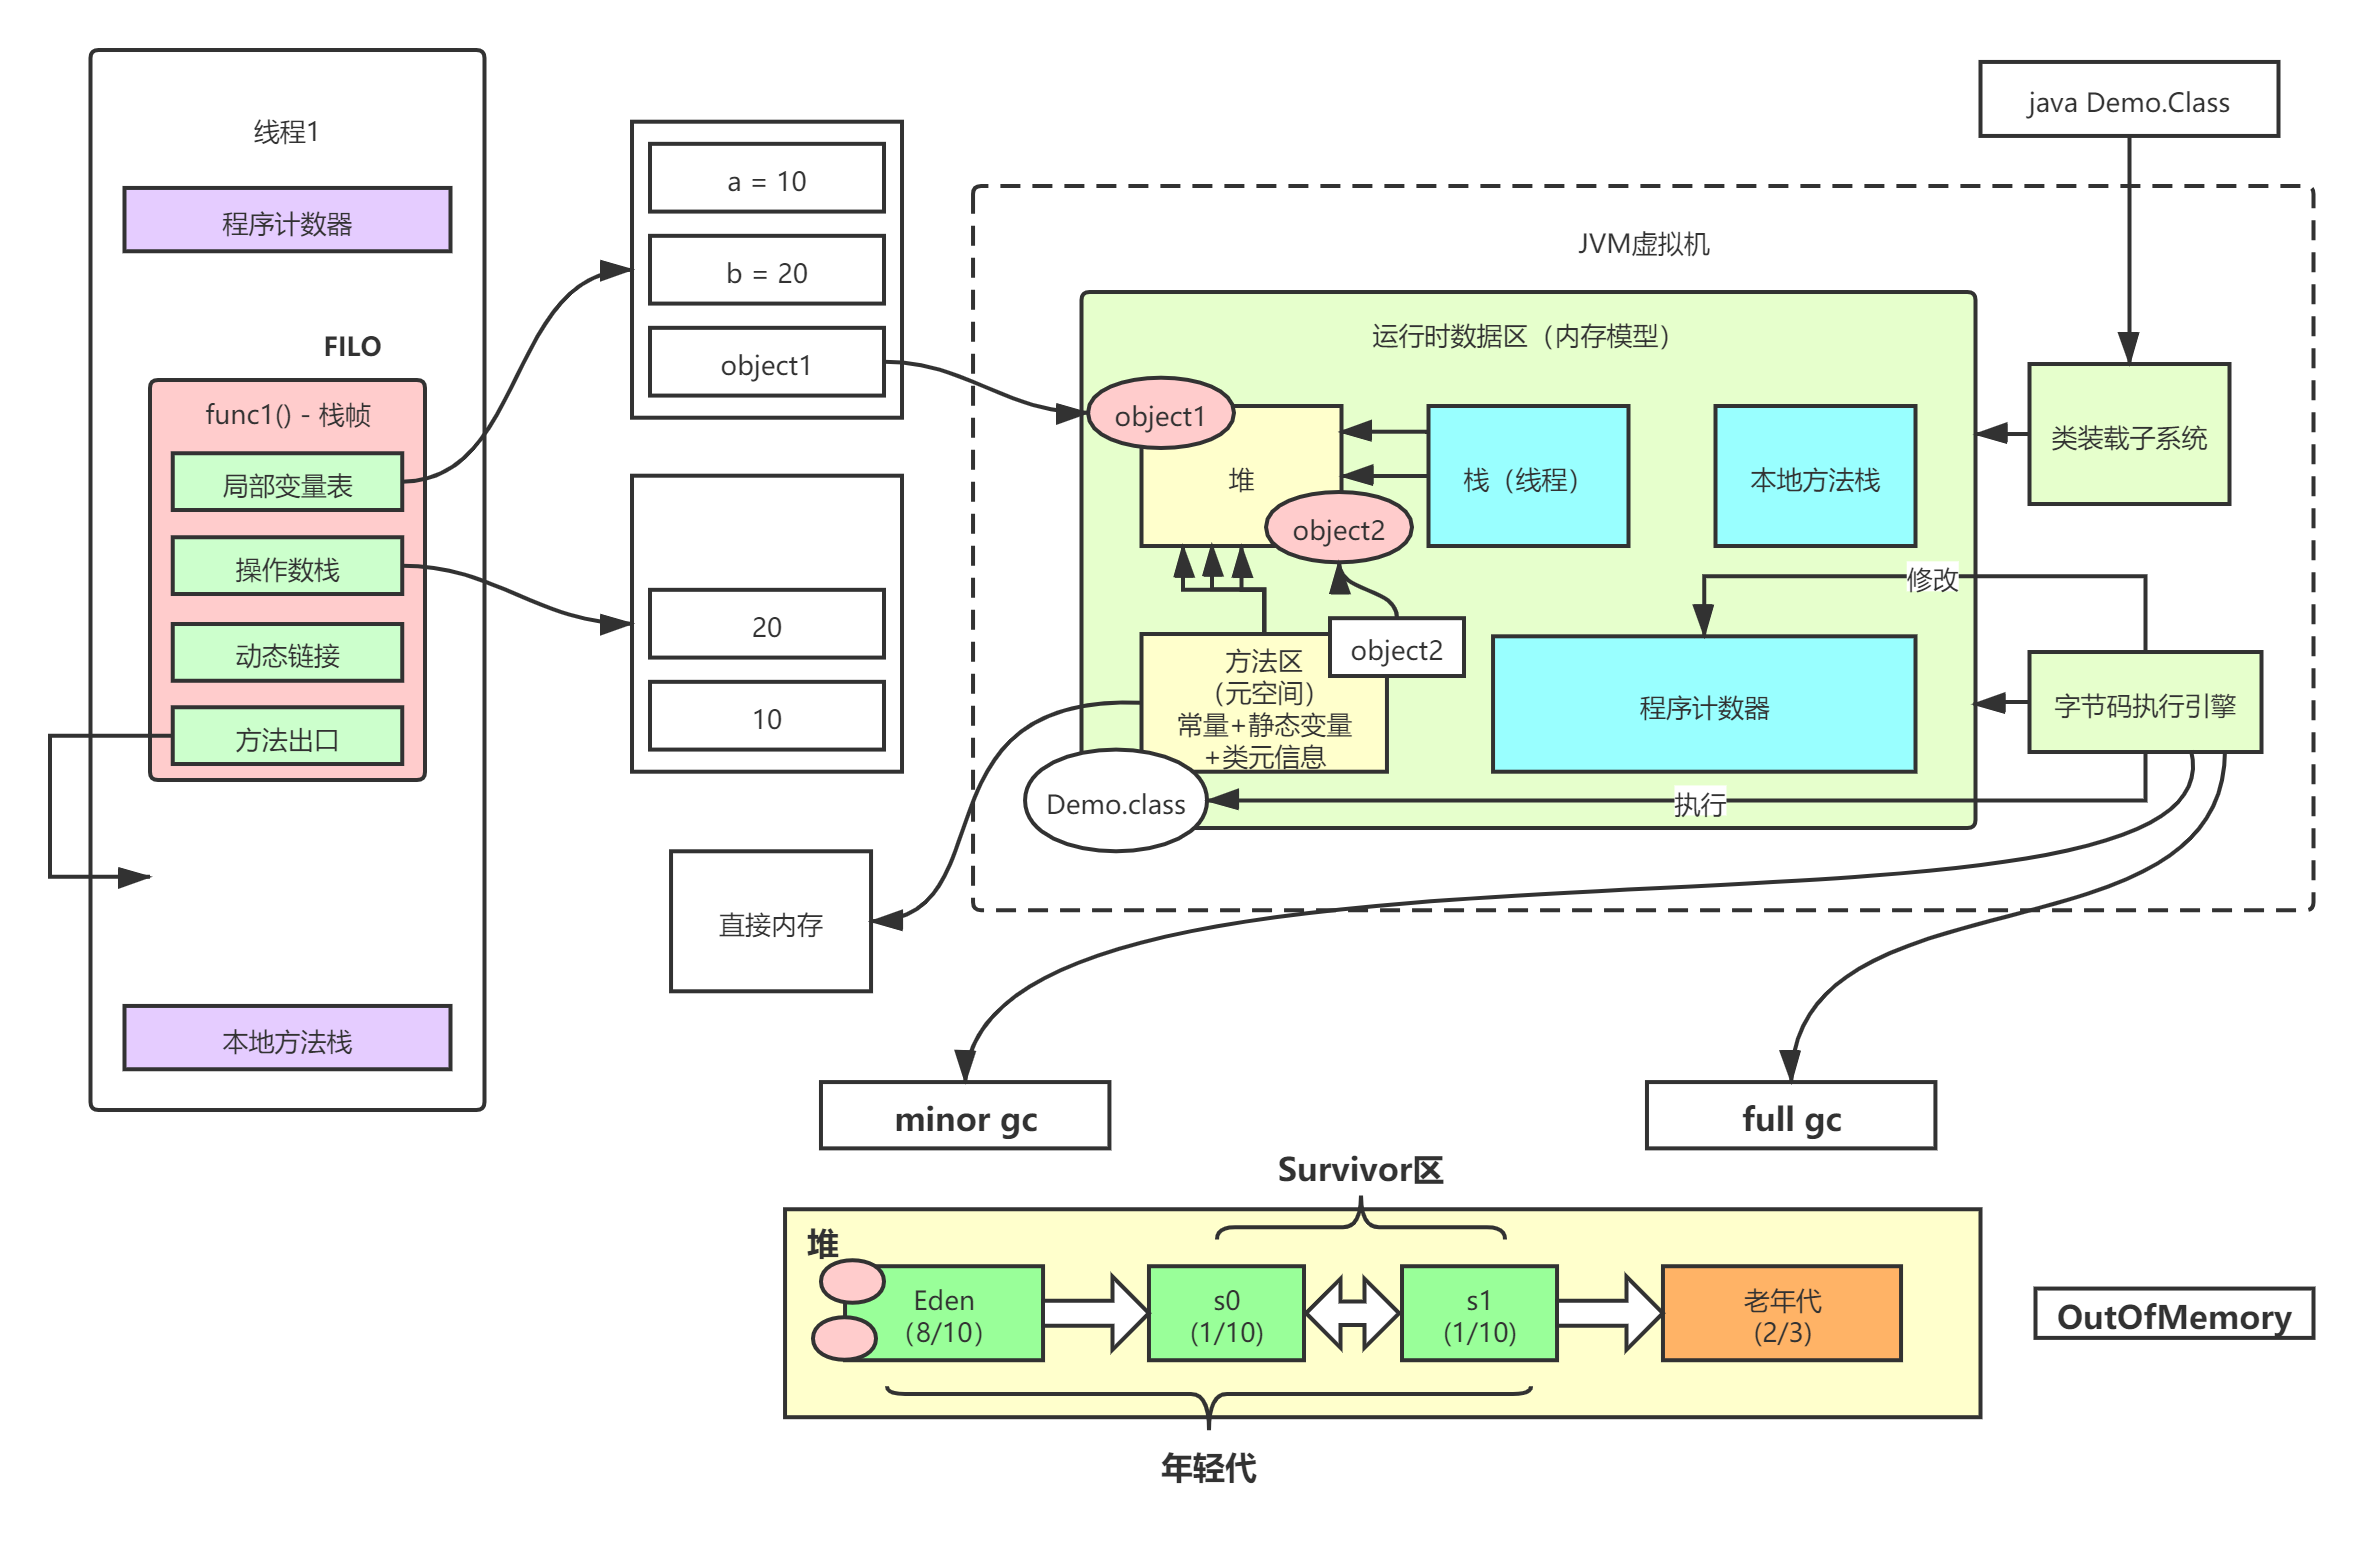 线程1
程序计数器
FILO
func1() - 栈帧
局部变量表
操作数栈
动态链接
方法出口
本地方法栈
a = 10
b = 20
object1
20
10
直接内存
java Demo.Class
JVM虚拟机
运行时数据区（内存模型）
object1
堆
object2
栈（线程）
本地方法栈
类装载子系统
修改
object2
方法区
（元空间）
常量+静态变量
+类元信息
程序计数器
字节码执行引擎
Demo.class
执行
minor gc
full gc
Survivor区
堆
Eden
（8/10）
s0
(1/10)
s1
(1/10)
老年代
(2/3)
OutOfMemory
年轻代